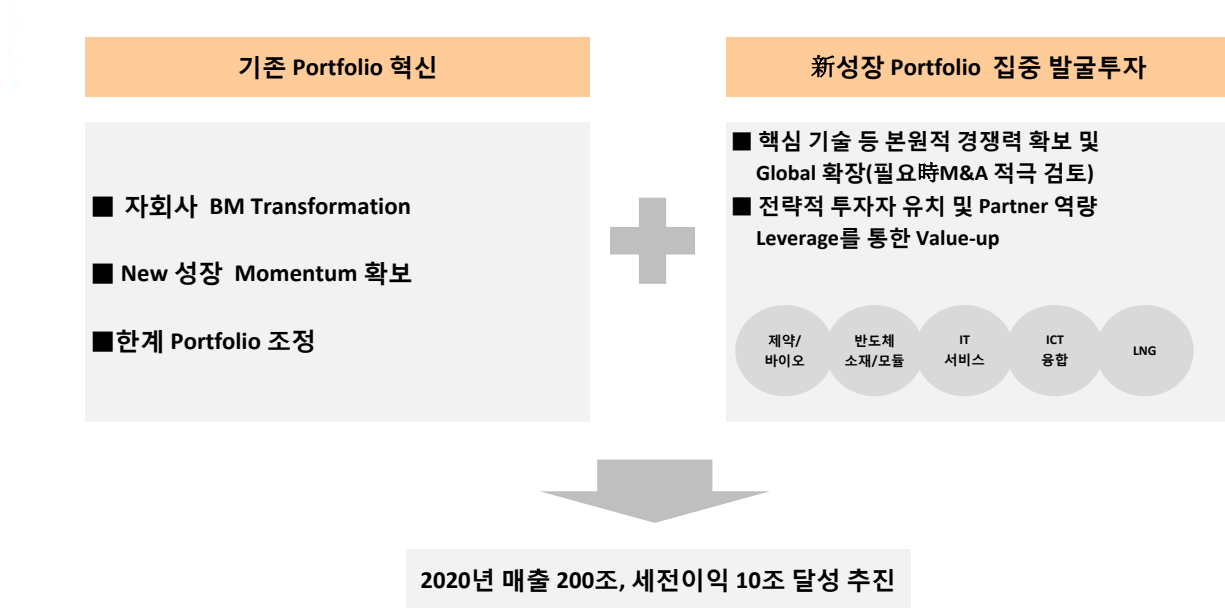 기존 Portfolio 혁신
■ 자회사 BM Transformation
■ New 성장 Momentum 확보
■한계 Portfolio 조정
新성장 Portfolio 집중 발굴투자
■ 핵심 기술 등 본원적 경쟁력 확보 및
Global 확장(필요時M&A 적극 검토)
■ 전략적 투자자 유치 및 Partner 역량
Leverage를 통한 Value-up
제약/
바이오
반도체
소재/모듈
IT
서비스
ICT
융합
LNG
2020년 매출 200조, 세전이익 10조 달성 추진